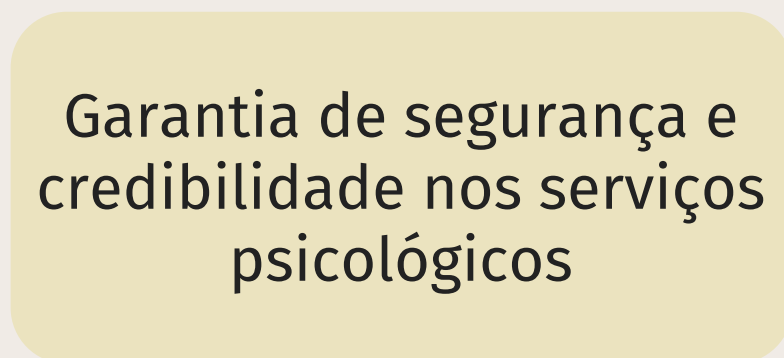 Garantia de segurança e
credibilidade nos serviços
psicológicos